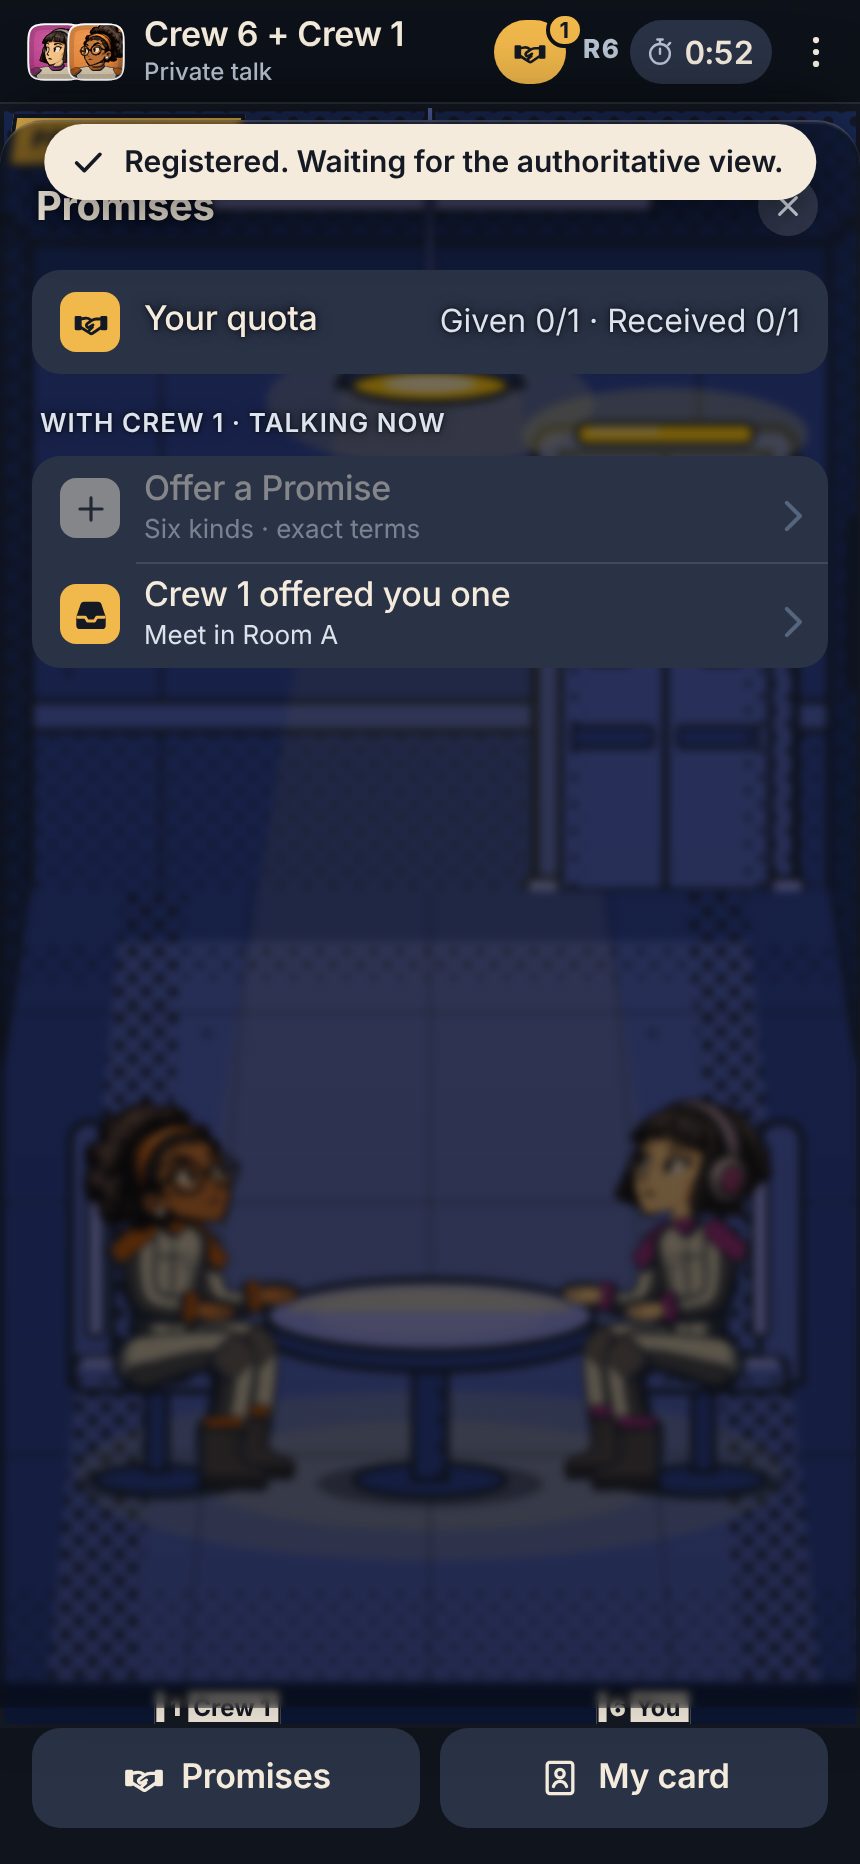 Crew 6 + Crew 1
Private talk
1
R6
0:52
Registered. Waiting for the authoritative view.
Promises
Your quota
Given 0/1 · Received 0/1
WITH CREW 1 · TALKING NOW
Offer a Promise
Six kinds · exact terms
Crew 1 offered you one
Meet in Room A
1 Crew 1
6 You
Promises
My card